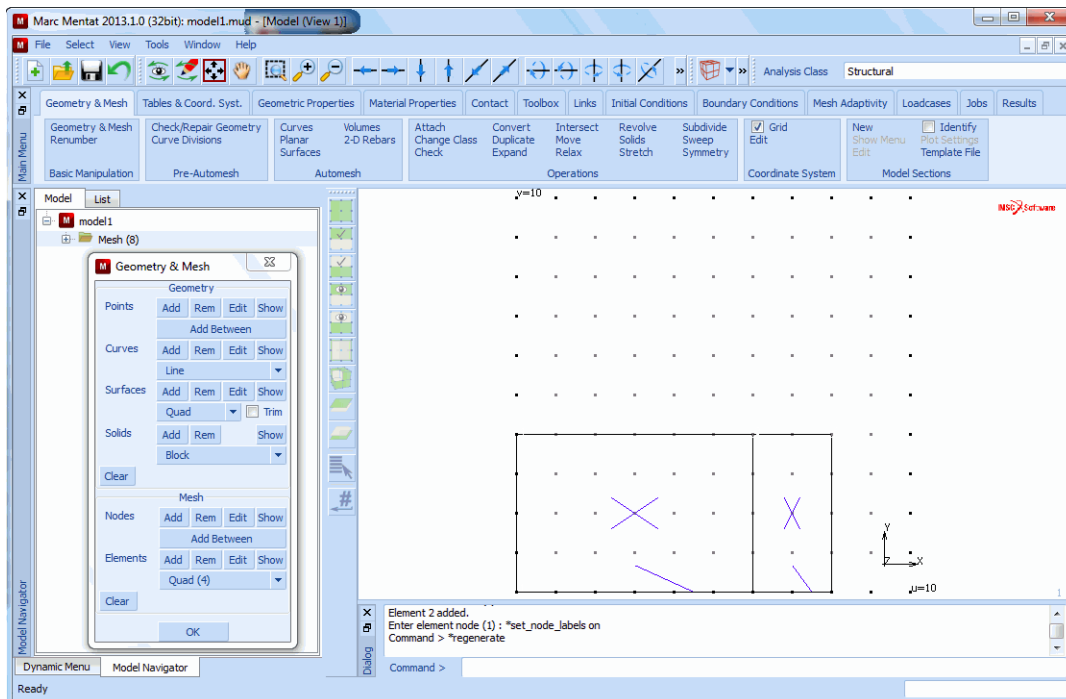 Marc Mentat 2013.1.0 (32bit): model1.mud - [Model (View 1)]
File Select View Tools Window Help
» » Analysis Class Structural
Geometry & Mesh Tables & Coord. Syst. Geometric Properties Material Properties Contact Toolbox Links Initial Conditions Boundary Conditions Mesh Adaptivity Loadcases Jobs Results
Main Menu
Geometry & Mesh Check/Repair Geometry Curves Volumes Attach Convert Intersect Revolve Subdivide Grid New Identify
Renumber Curve Divisions Planar 2-D Rebars Change Class Duplicate Move Solids Sweep Edit Show Menu Plot Settings
Surfaces Check Expand Relax Stretch Symmetry Edit Template File
Basic Manipulation Pre-Automesh Automesh Operations Coordinate System Model Sections
Model List
model1
Mesh (8)
Geometry & Mesh
Geometry
Points Add Rem Edit Show
Add Between
Curves Add Rem Edit Show
Line
Surfaces Add Rem Edit Show
Quad Trim
Solids Add Rem Show
Block
Clear
Mesh
Nodes Add Rem Edit Show
Add Between
Elements Add Rem Edit Show
Quad (4)
Clear
OK
Model Navigator
Dynamic Menu Model Navigator
v=10
MSC Software
Y
Z X
u=10
1
Dialog
Element 2 added.
Enter element node (1) : *set_node_labels on
Command > *regenerate
Command >
Ready